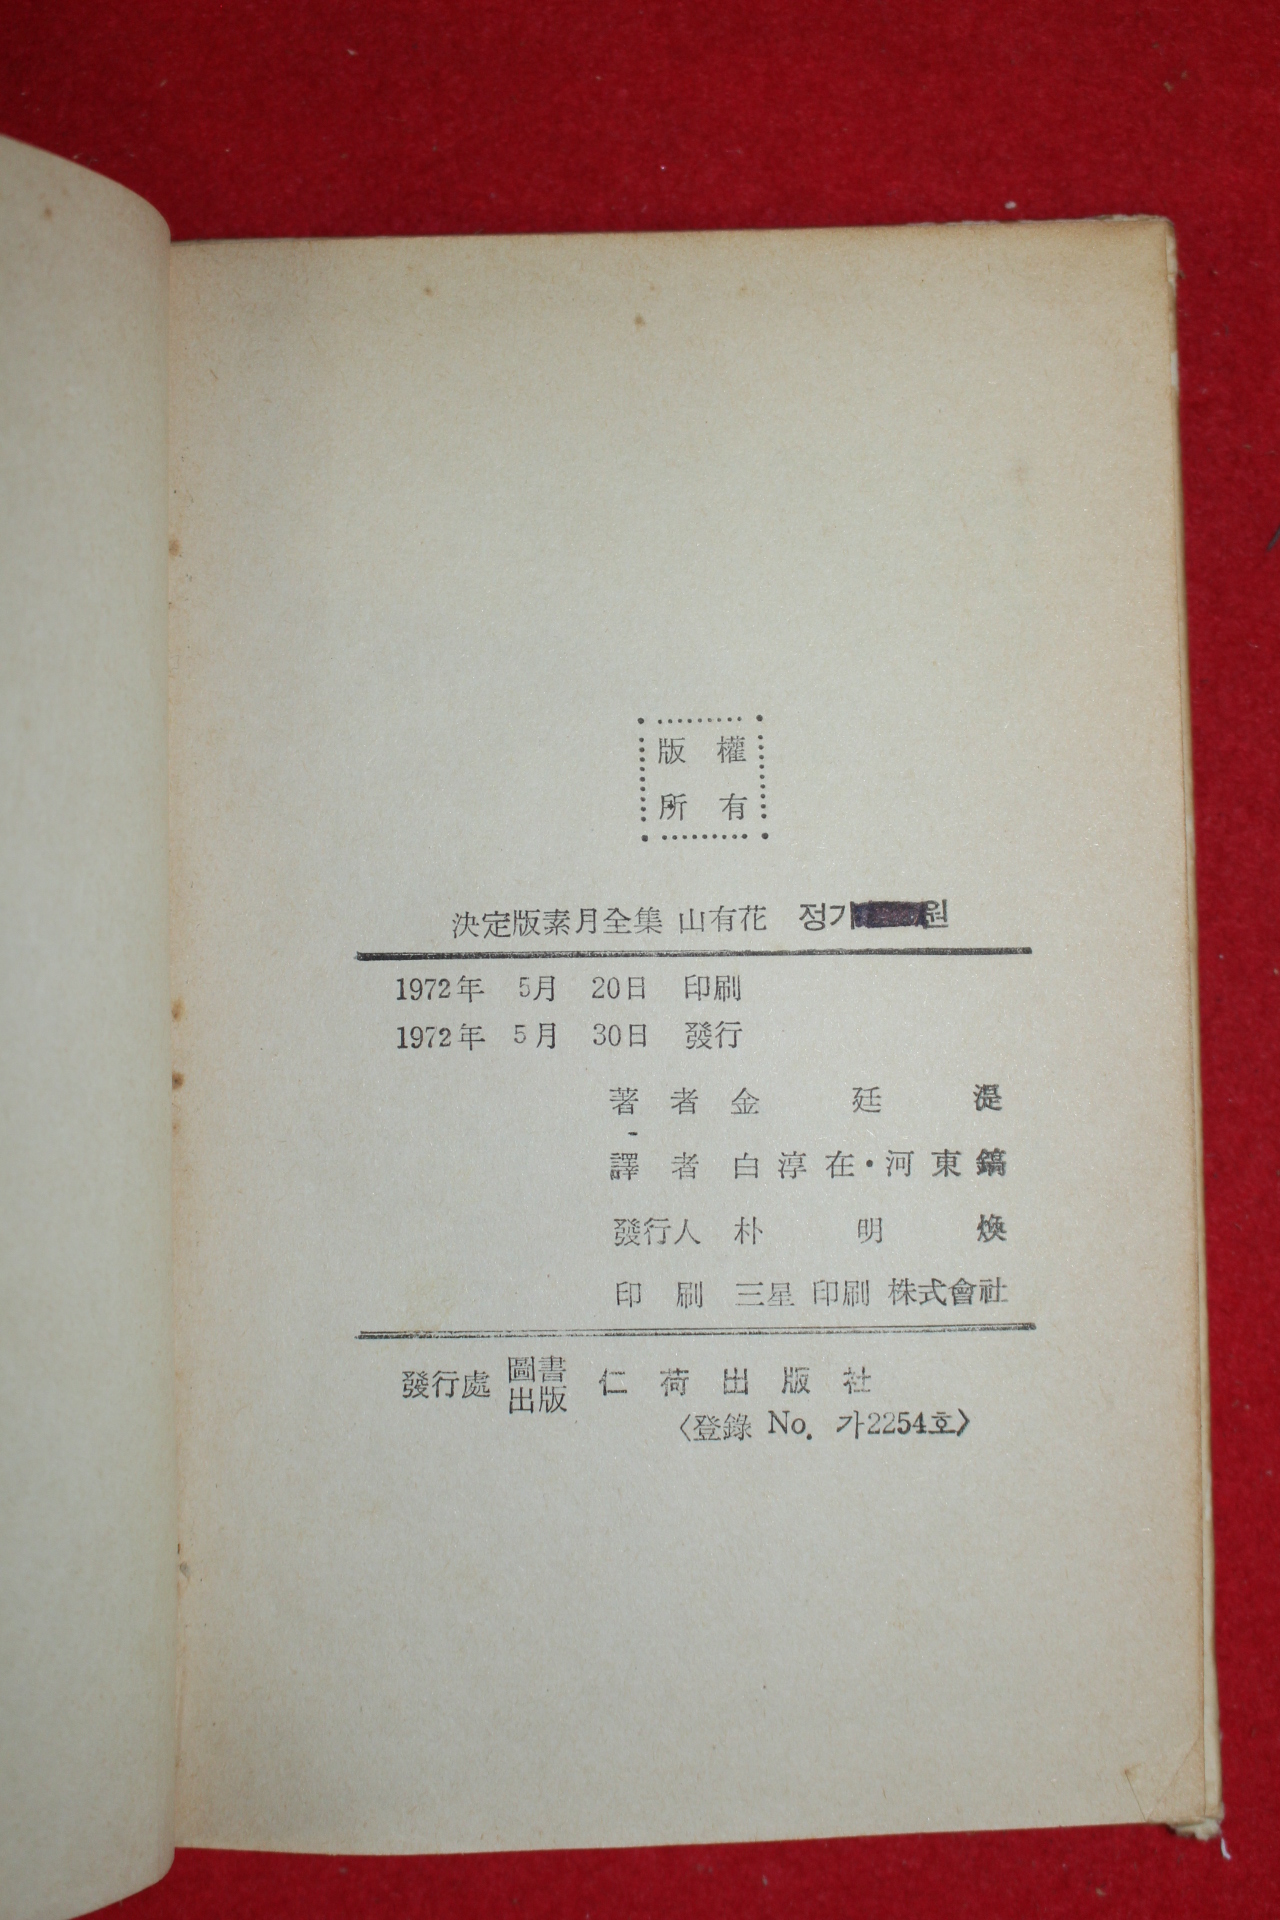 版 權
所 有
決定版素月全集 山有花 정가 원
1972年 5月 20日 印刷
1972年 5月 30日 發行
著 者 金 廷 湜
譯 者 白 淳 在 · 河 東 鎬
發行人 朴 明 煥
印 刷 三星 印刷 株式會社
發行處 圖書出版 仁 荷 出 版 社
〈登錄 No. 가2254호〉